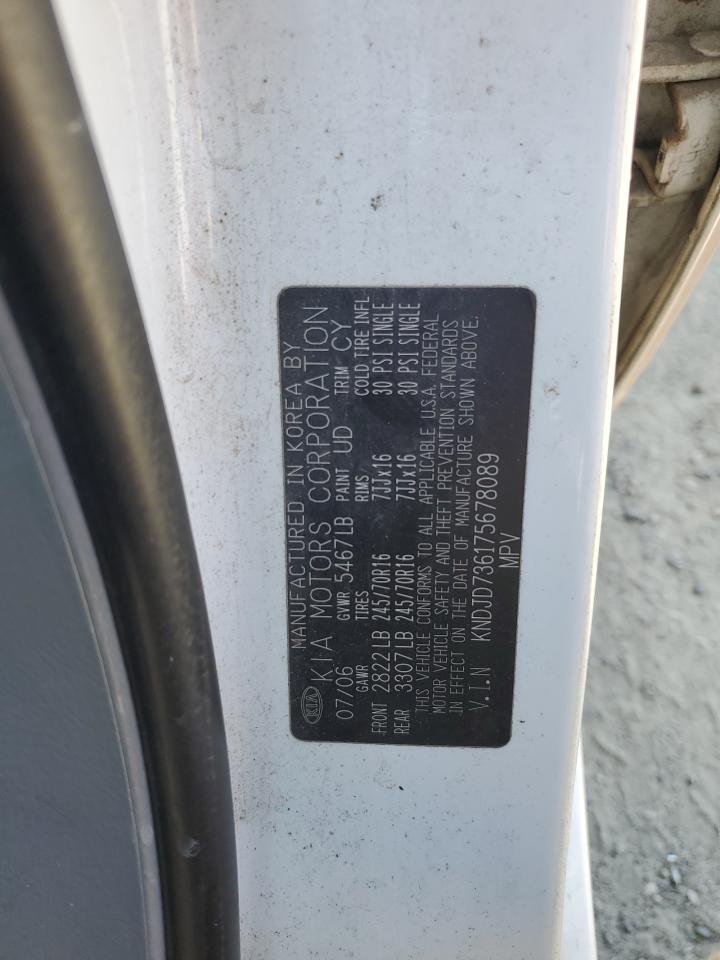 MANUFACTURED IN KOREA BY
KIA KIA MOTORS CORPORATION
07/06 GVWR 5467LB PAINT UD TRIM CY
GAWR TIRES RIMS COLD TIRE INFL
FRONT 2822LB 245/70R16 7JJx16 30 PSI SINGLE
REAR 3307LB 245/70R16 7JJx16 30 PSI SINGLE
THIS VEHICLE CONFORMS TO ALL APPLICABLE U.S.A. FEDERAL
MOTOR VEHICLE SAFETY AND THEFT PREVENTION STANDARDS
IN EFFECT ON THE DATE OF MANUFACTURE SHOWN ABOVE.
V.I.N KNDJD736175678089
MPV